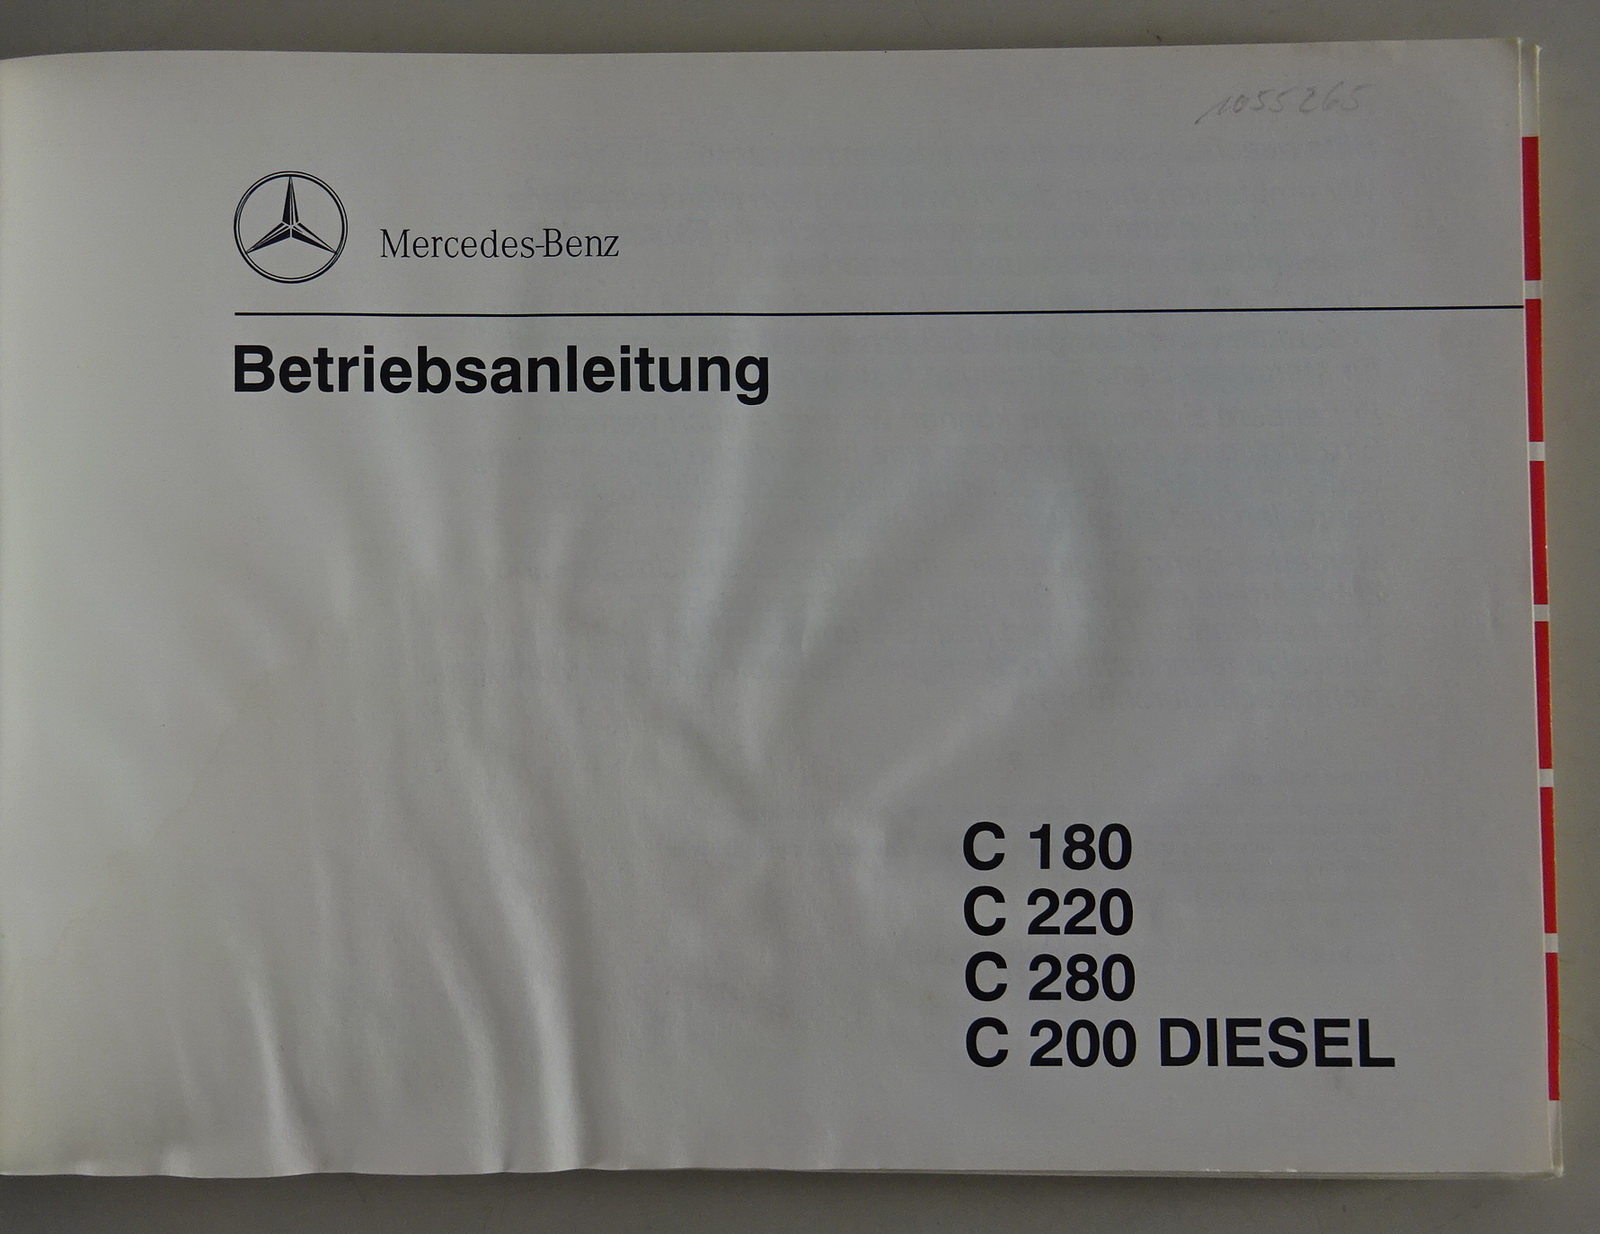 1055265
Mercedes-Benz
Betriebsanleitung
C 180
C 220
C 280
C 200 DIESEL